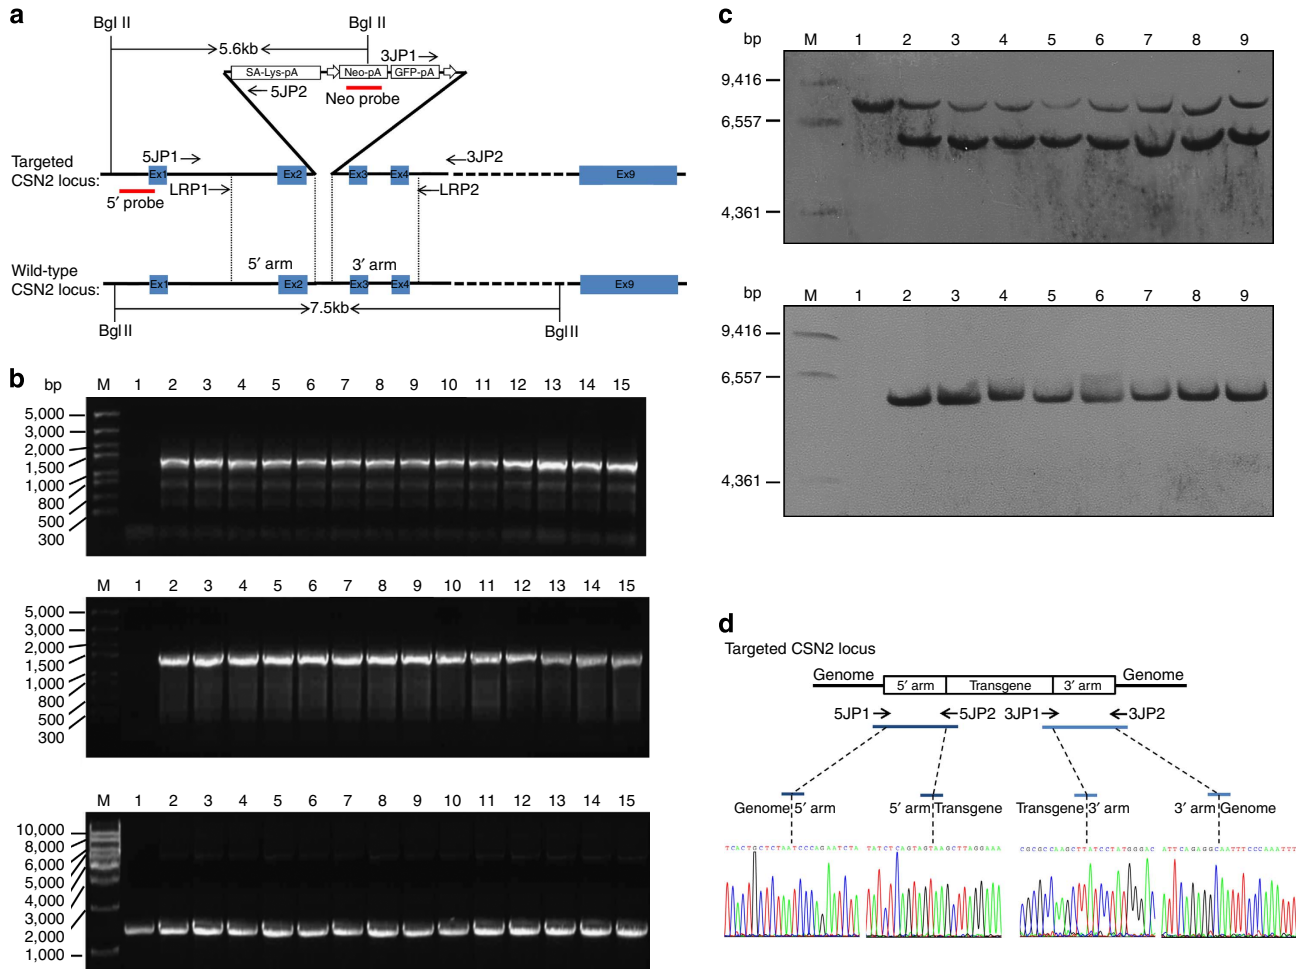 a
Bgl II
Bgl II
5.6kb
3JP1
SA-Lys-pA
Neo-pA
GFP-pA
5JP2
Neo probe
Targeted
CSN2 locus:
5JP1
3JP2
Ex1
Ex2
Ex3
Ex4
Ex9
5′ probe
LRP1
LRP2
Wild-type
CSN2 locus:
5′ arm
3′ arm
Ex1
Ex2
Ex3
Ex4
Ex9
7.5kb
BglII
BglII
b
bp M 1 2 3 4 5 6 7 8 9 10 11 12 13 14 15
5,000
3,000
2,000
1,500
1,000
800
500
300
M 1 2 3 4 5 6 7 8 9 10 11 12 13 14 15
5,000
3,000
2,000
1,500
1,000
800
500
300
M 1 2 3 4 5 6 7 8 9 10 11 12 13 14 15
10,000
8,000
6,000
5,000
4,000
3,000
2,000
1,000
c
bp M 1 2 3 4 5 6 7 8 9
9,416
6,557
4,361
bp M 1 2 3 4 5 6 7 8 9
9,416
6,557
4,361
d
Targeted CSN2 locus
Genome
5′ arm
Transgene
3′ arm
Genome
5JP1
5JP2
3JP1
3JP2
Genome 5′ arm
5′ arm Transgene
Transgene 3′ arm
3′ arm Genome
TCACTGCTCTAATCCCAGAATCTA
TATCTCAGTAGTAAGCTTAGGAAA
CGCGCCAAGCTTATCCTATGGGAC
ATTCAGAGGCAATTTCCCAAATTT